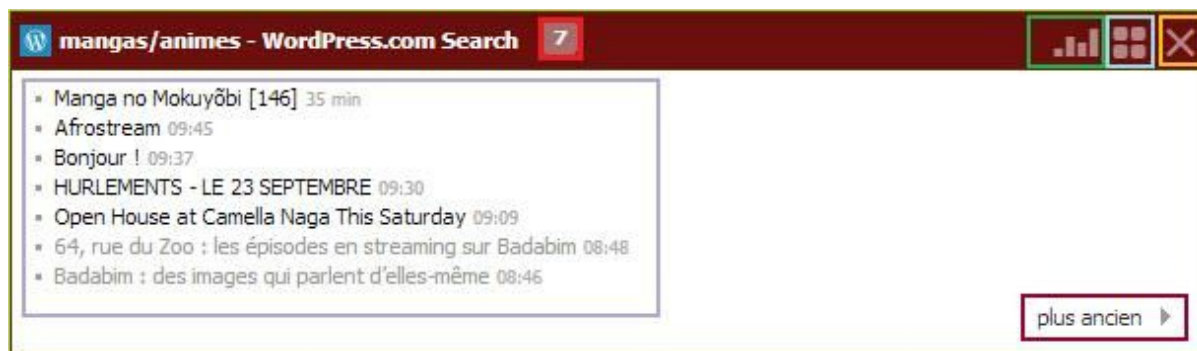 mangas/animes - WordPress.com Search 7
Manga no Mokuyõbi [146] 35 min
Afrostream 09:45
Bonjour ! 09:37
HURLEMENTS - LE 23 SEPTEMBRE 09:30
Open House at Camella Naga This Saturday 09:09
64, rue du Zoo : les épisodes en streaming sur Badabim 08:48
Badabim : des images qui parlent d'elles-même 08:46
plus ancien